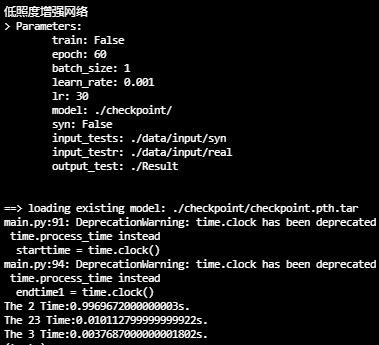 低照度增强网络
> Parameters:
train: False
epoch: 60
batch_size: 1
learn_rate: 0.001
lr: 30
model: ./checkpoint/
syn: False
input_tests: ./data/input/syn
input_testr: ./data/input/real
output_test: ./Result
==> loading existing model: ./checkpoint/checkpoint.pth.tar
main.py:91: DeprecationWarning: time.clock has been deprecated
time.process_time instead
starttime = time.clock()
main.py:94: DeprecationWarning: time.clock has been deprecated
time.process_time instead
endtime1 = time.clock()
The 2 Time:0.9969672000000003s.
The 23 Time:0.010112799999999922s.
The 3 Time:0.0037687000000001802s.